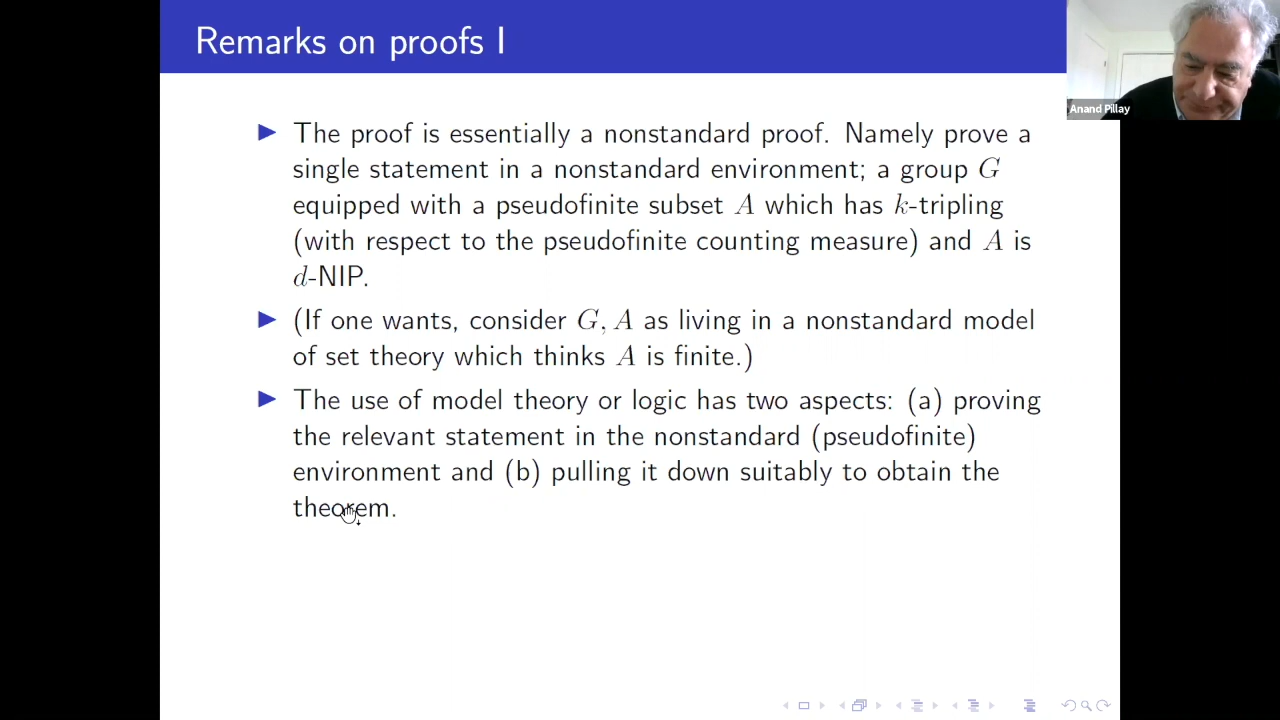 Remarks on proofs I
Anand Pillay
▶ The proof is essentially a nonstandard proof. Namely prove a
single statement in a nonstandard environment; a group G
equipped with a pseudofinite subset A which has k-tripling
(with respect to the pseudofinite counting measure) and A is
d-NIP.
▶ (If one wants, consider G, A as living in a nonstandard model
of set theory which thinks A is finite.)
▶ The use of model theory or logic has two aspects: (a) proving
the relevant statement in the nonstandard (pseudofinite)
environment and (b) pulling it down suitably to obtain the
theorem.